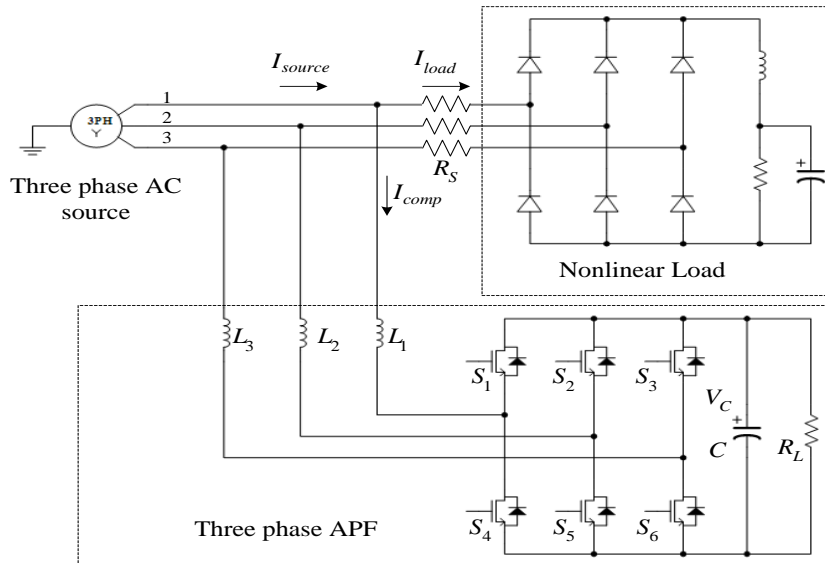 I_source
I_load
1
3PH
Y
2
3
R_S
Three phase AC
source
I_comp
+
Nonlinear Load
L_3
L_2
L_1
S_1
S_2
S_3
V_C
+
C
R_L
S_4
S_5
S_6
Three phase APF